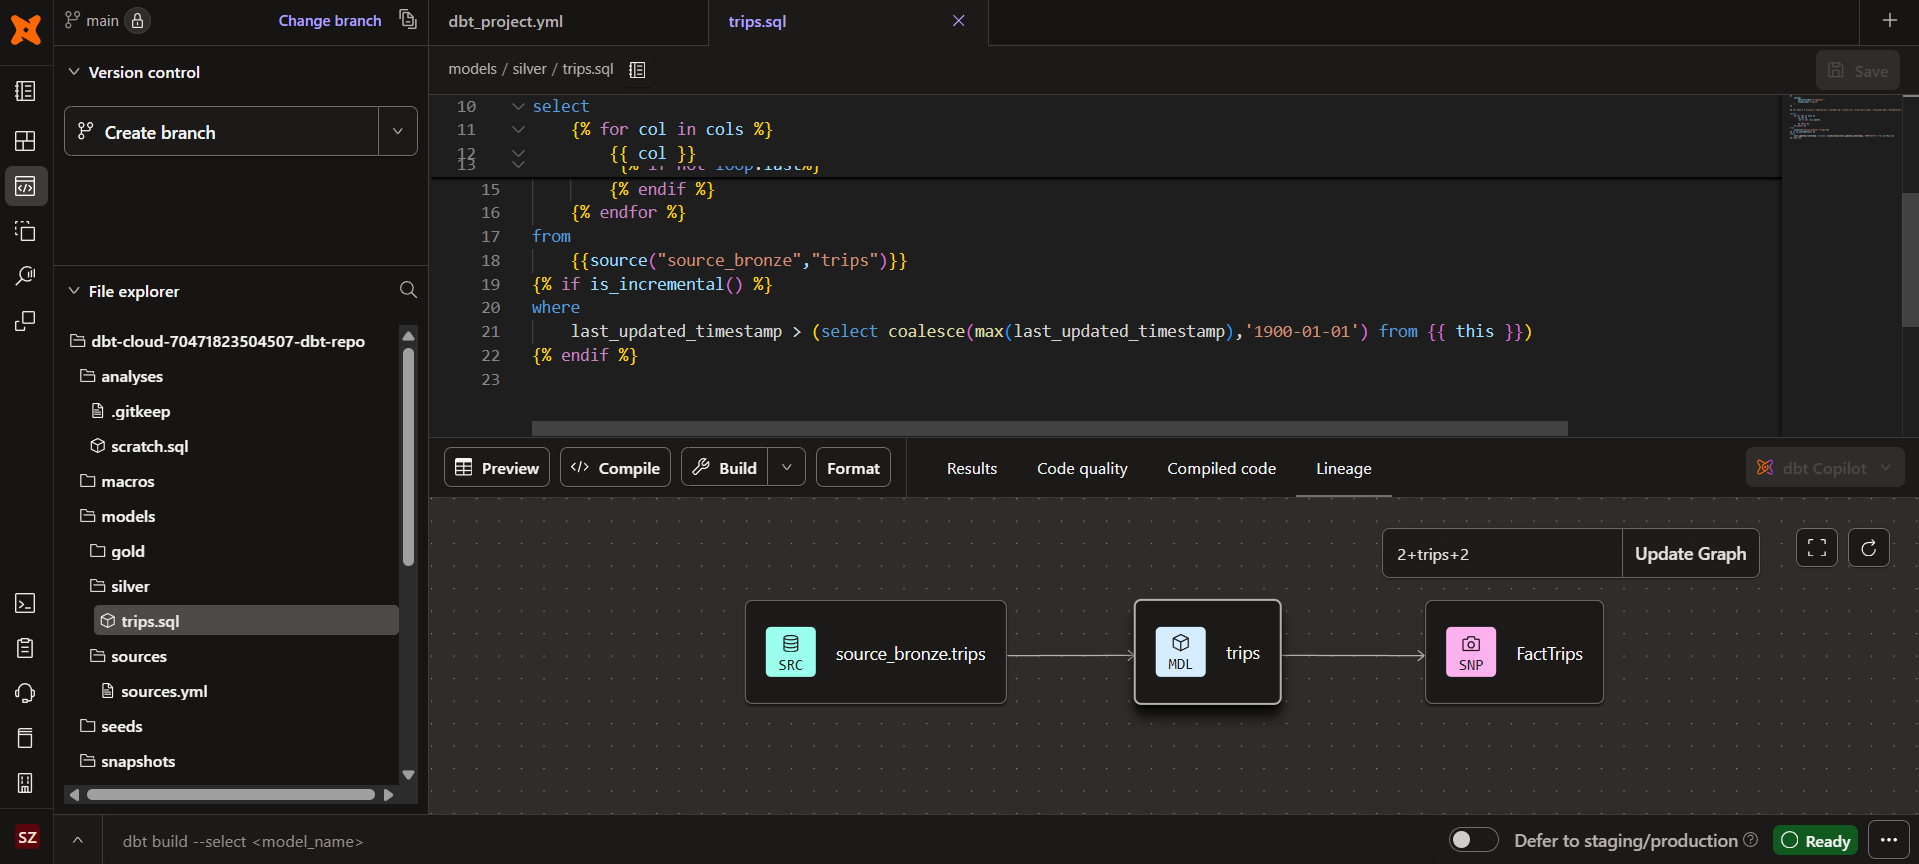 main
Change branch
Version control
Create branch
File explorer
dbt-cloud-70471823504507-dbt-repo
analyses
.gitkeep
scratch.sql
macros
models
gold
silver
trips.sql
sources
sources.yml
seeds
snapshots
SZ
dbt_project.yml
trips.sql
models / silver / trips.sql
Save
10 select
11 {% for col in cols %}
12 {{ col }}
13 {% if not loop.last%}
15 {% endif %}
16 {% endfor %}
17 from
18 {{source("source_bronze","trips")}}
19 {% if is_incremental() %}
20 where
21 last_updated_timestamp > (select coalesce(max(last_updated_timestamp),'1900-01-01') from {{ this }})
22 {% endif %}
23
Preview
Compile
Build
Format
Results
Code quality
Compiled code
Lineage
dbt Copilot
2+trips+2
Update Graph
SRC
source_bronze.trips
MDL
trips
SNP
FactTrips
dbt build --select <model_name>
Defer to staging/production
Ready